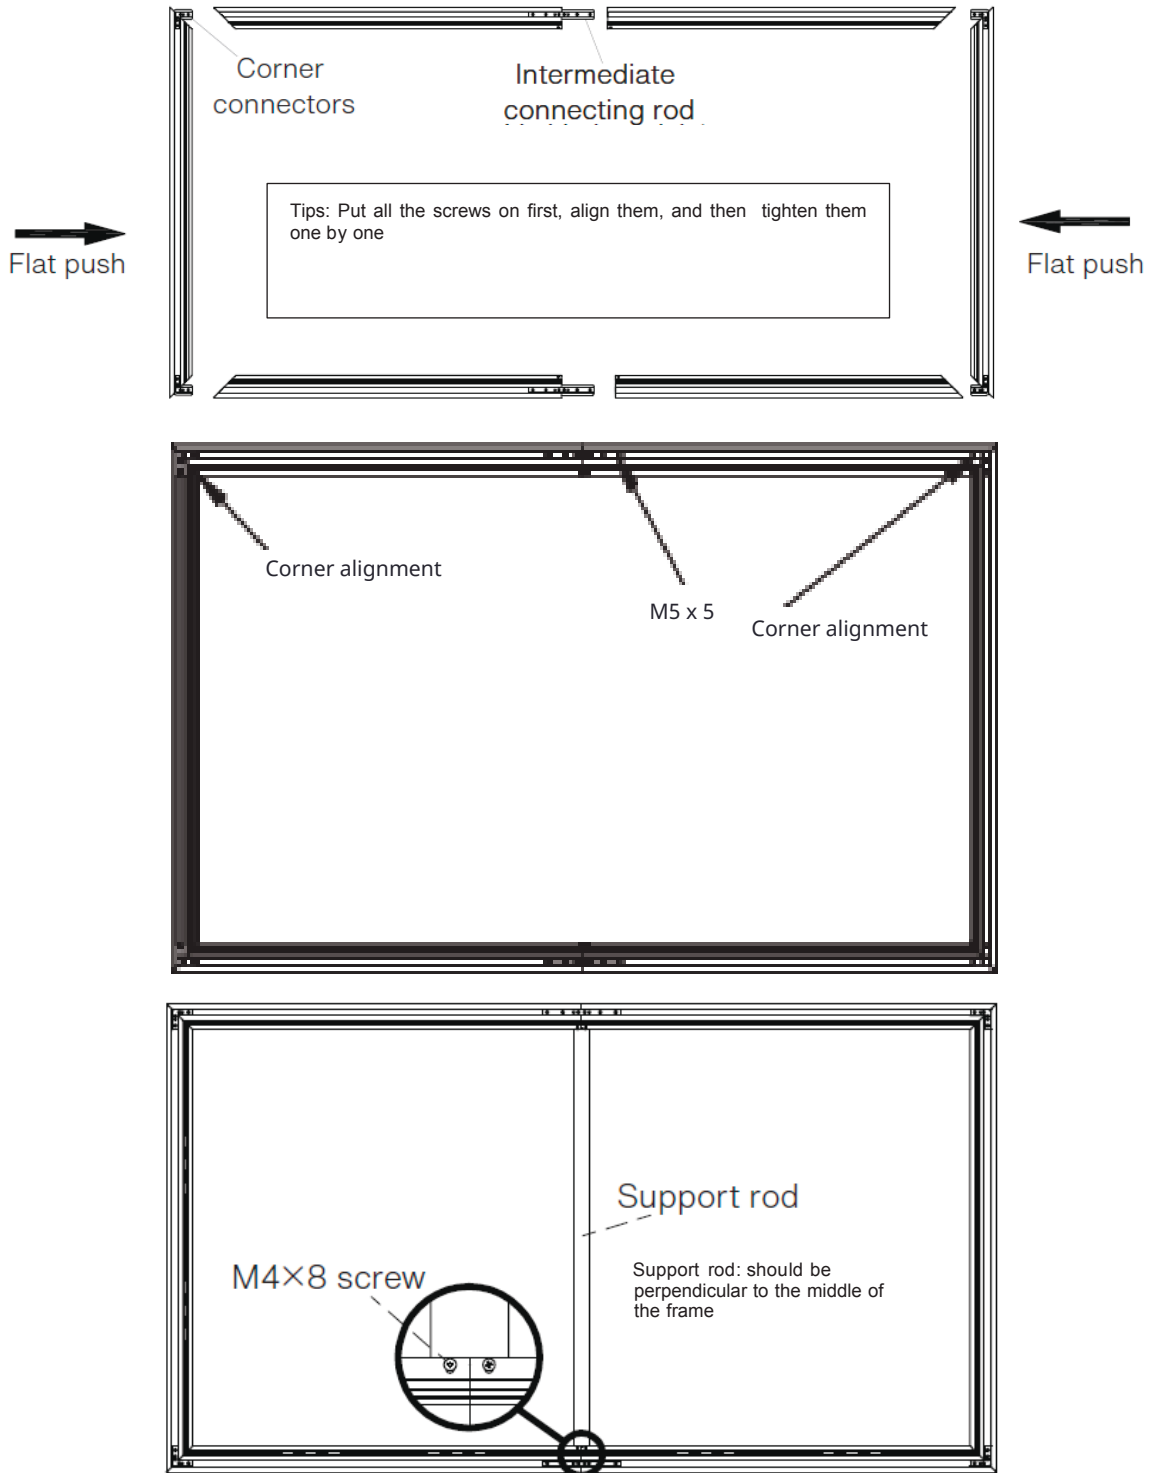 Corner
connectors
Intermediate
connecting rod
Tips: Put all the screws on first, align them, and then tighten them
one by one
Flat push
Flat push
Corner alignment
M5 x 5
Corner alignment
Support rod
M4×8 screw
Support rod: should be
perpendicular to the middle of
the frame